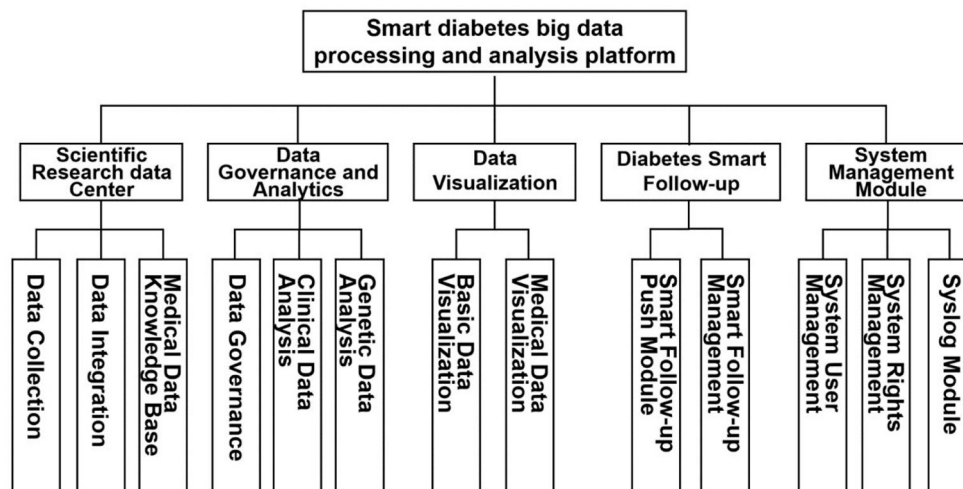 Smart diabetes big data
processing and analysis platform
Scientific
Research data
Center
Data
Governance and
Analytics
Data
Visualization
Diabetes Smart
Follow-up
System
Management
Module
Data Collection
Data Integration
Medical Data
Knowledge Base
Data Governance
Clinical Data
Analysis
Genetic Data
Analysis
Basic Data
Visualization
Medical Data
Visualization
Smart Follow-up
Push Module
Smart Follow-up
Management
System User
Management
System Rights
Management
Syslog Module